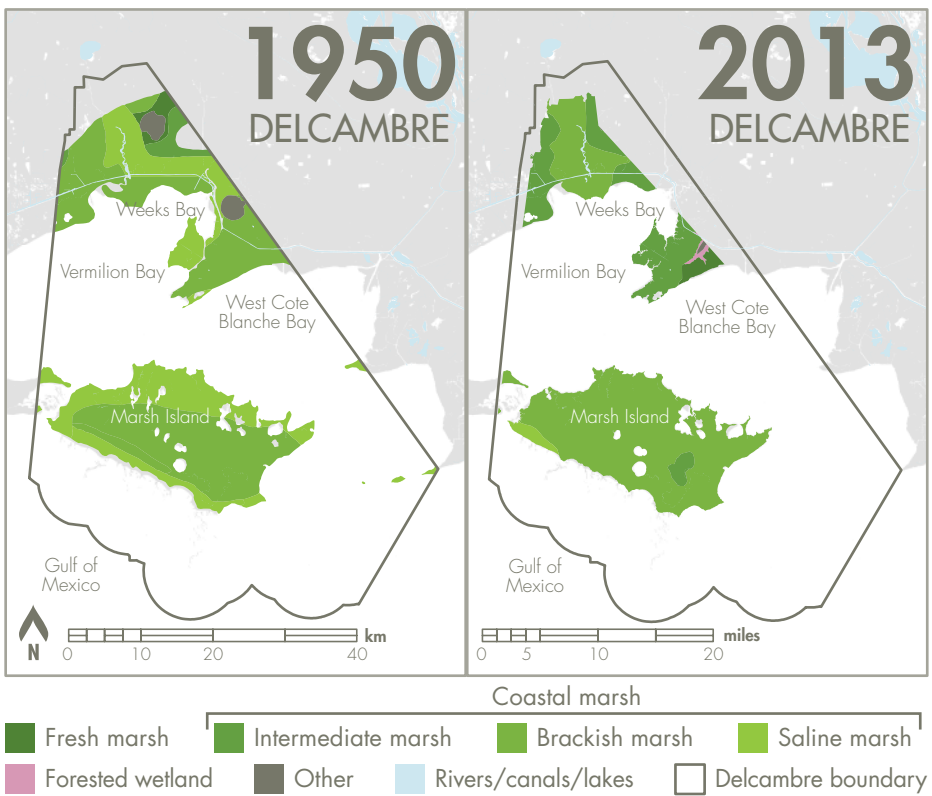 1950
DELCAMBRE
Weeks Bay
Vermilion Bay
West Cote
Blanche Bay
Marsh Island
Gulf of
Mexico
N
km
0 10 20 40
2013
DELCAMBRE
Weeks Bay
Vermilion Bay
West Cote
Blanche Bay
Marsh Island
Gulf of
Mexico
miles
0 5 10 20
Coastal marsh
Fresh marsh Intermediate marsh Brackish marsh Saline marsh
Forested wetland Other Rivers/canals/lakes Delcambre boundary